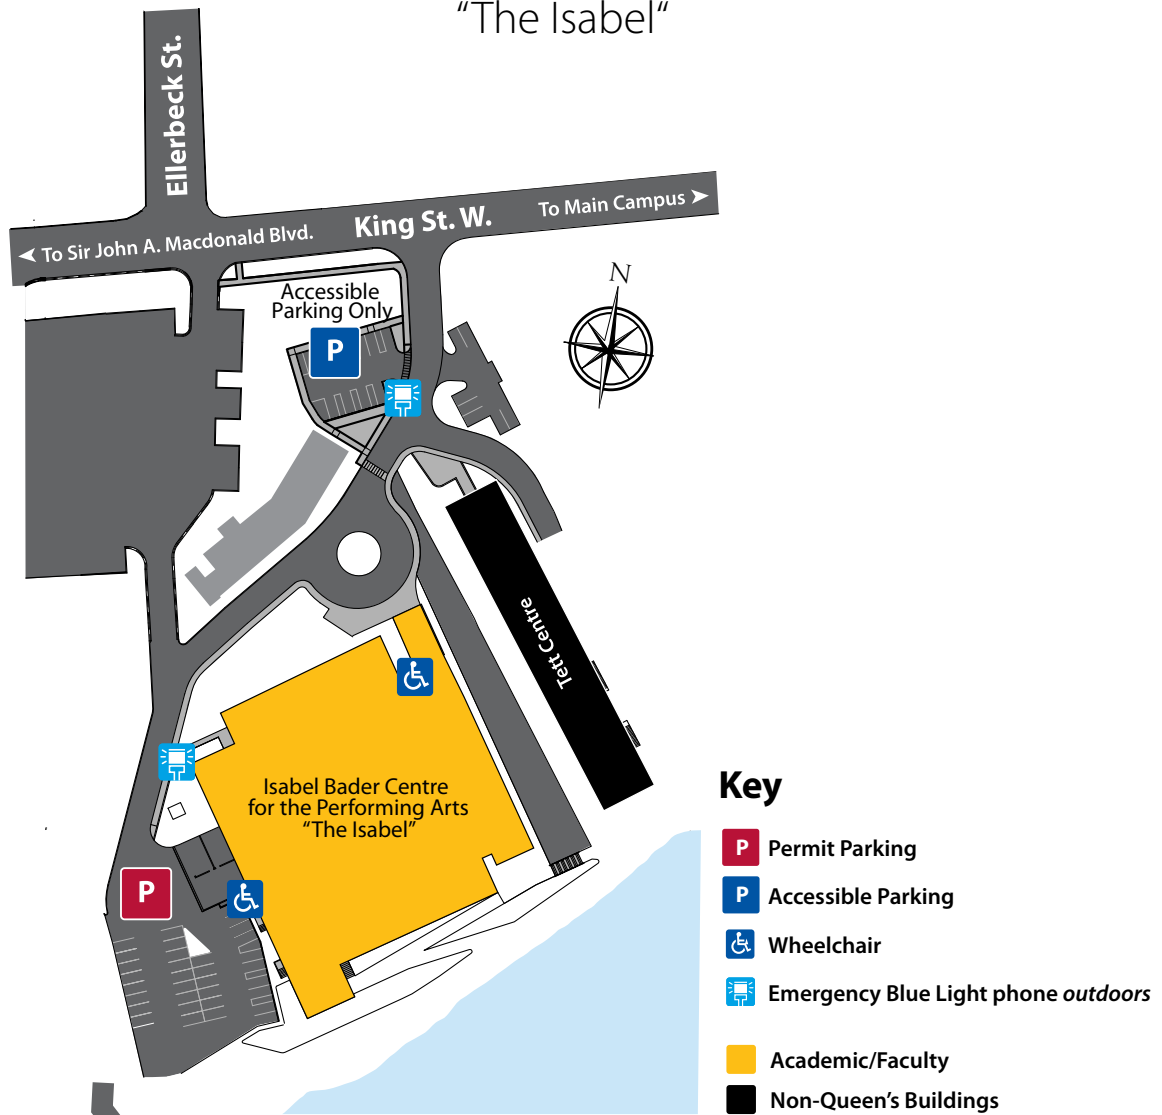 “The Isabel“
Ellerbeck St.
To Sir John A. Macdonald Blvd.
King St. W.
To Main Campus
N
Accessible
Parking Only
P
Tett Centre
Isabel Bader Centre
for the Performing Arts
“The Isabel”
P
Key
P Permit Parking
P Accessible Parking
Wheelchair
Emergency Blue Light phone outdoors
Academic/Faculty
Non-Queen’s Buildings